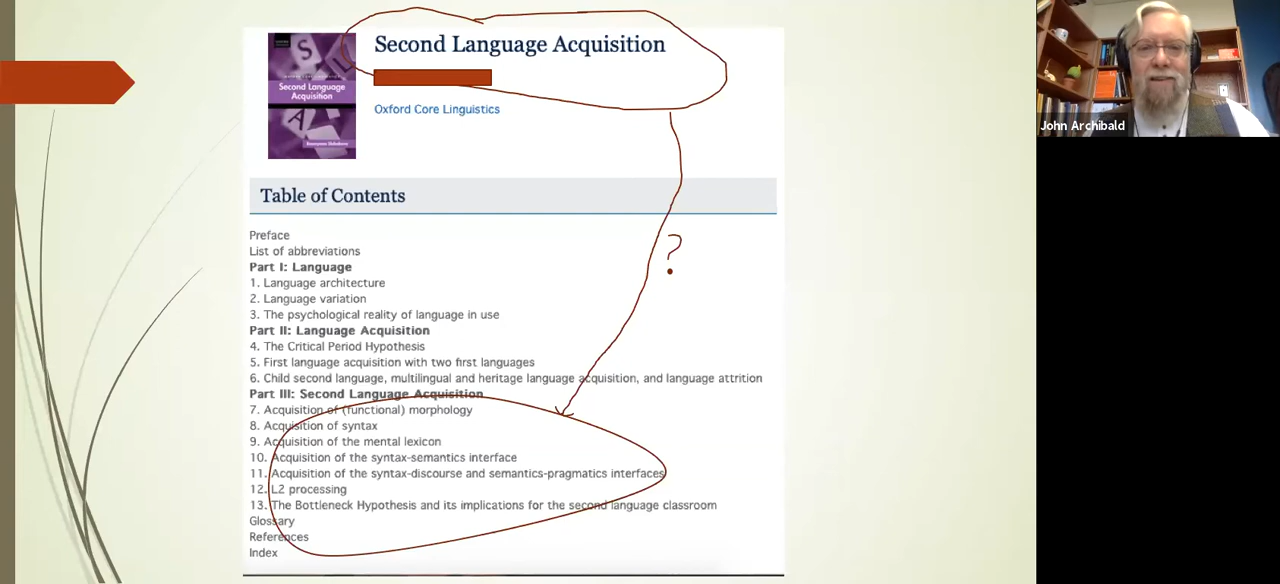 Second Language Acquisition
Oxford Core Linguistics
Second Language
Acquisition
S
A
John Archibald
Table of Contents
?
Preface
List of abbreviations
Part I: Language
1. Language architecture
2. Language variation
3. The psychological reality of language in use
Part II: Language Acquisition
4. The Critical Period Hypothesis
5. First language acquisition with two first languages
6. Child second language, multilingual and heritage language acquisition, and language attrition
Part III: Second Language Acquisition
7. Acquisition of (functional) morphology
8. Acquisition of syntax
9. Acquisition of the mental lexicon
10. Acquisition of the syntax-semantics interface
11. Acquisition of the syntax-discourse and semantics-pragmatics interfaces
12. L2 processing
13. The Bottleneck Hypothesis and its implications for the second language classroom
Glossary
References
Index